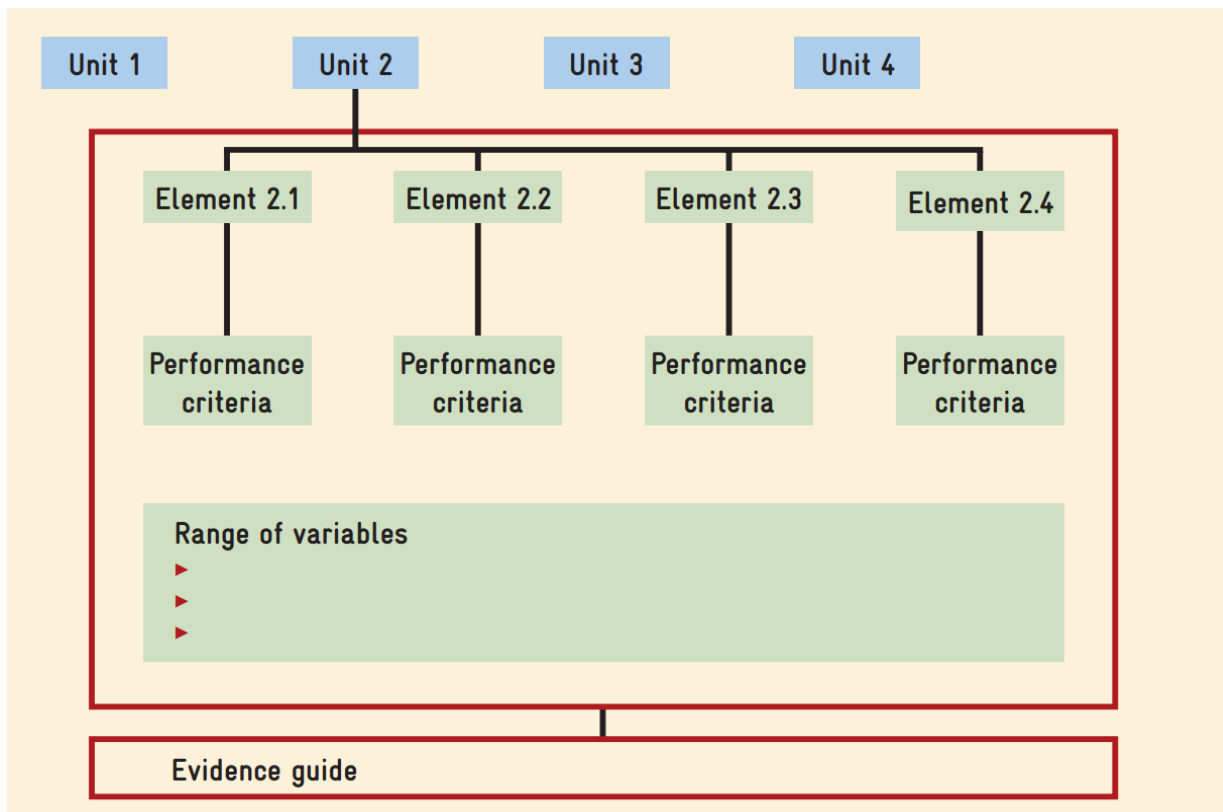 Unit 1
Unit 2
Unit 3
Unit 4
Element 2.1
Element 2.2
Element 2.3
Element 2.4
Performance
criteria
Performance
criteria
Performance
criteria
Performance
criteria
Range of variables
Evidence guide